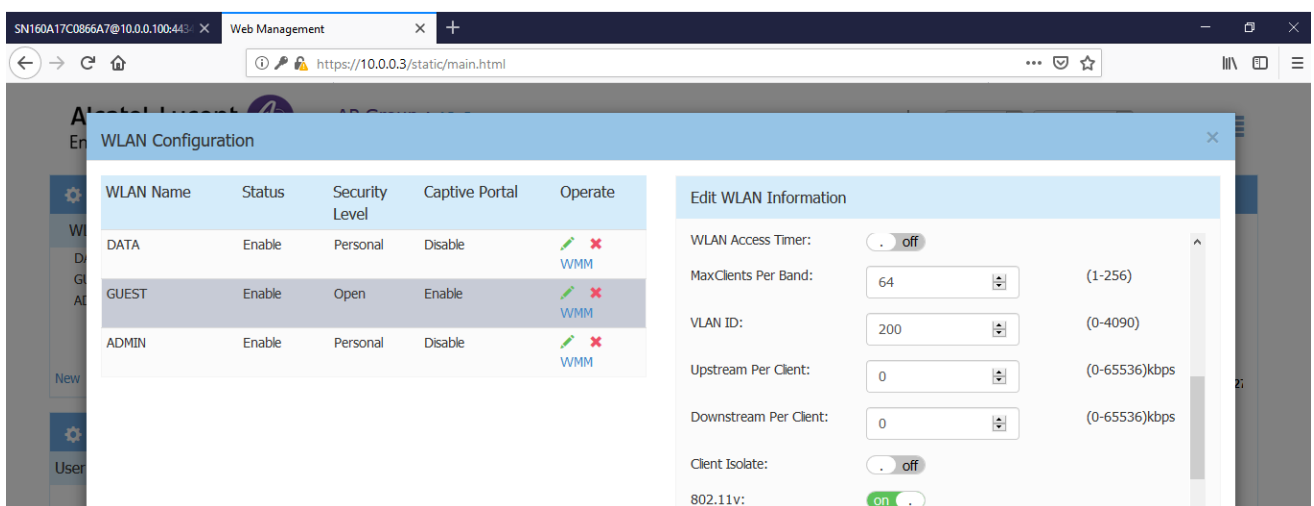 SN160A17C0866A7@10.0.0.100:443
Web Management
https://10.0.0.3/static/main.html
WLAN Configuration
WLAN Name Status Security Level Captive Portal Operate
DATA Enable Personal Disable
WMM
GUEST Enable Open Enable
WMM
ADMIN Enable Personal Disable
WMM
New
User
Edit WLAN Information
WLAN Access Timer: off
MaxClients Per Band: 64 (1-256)
VLAN ID: 200 (0-4090)
Upstream Per Client: 0 (0-65536)kbps
Downstream Per Client: 0 (0-65536)kbps
Client Isolate: off
802.11v: on